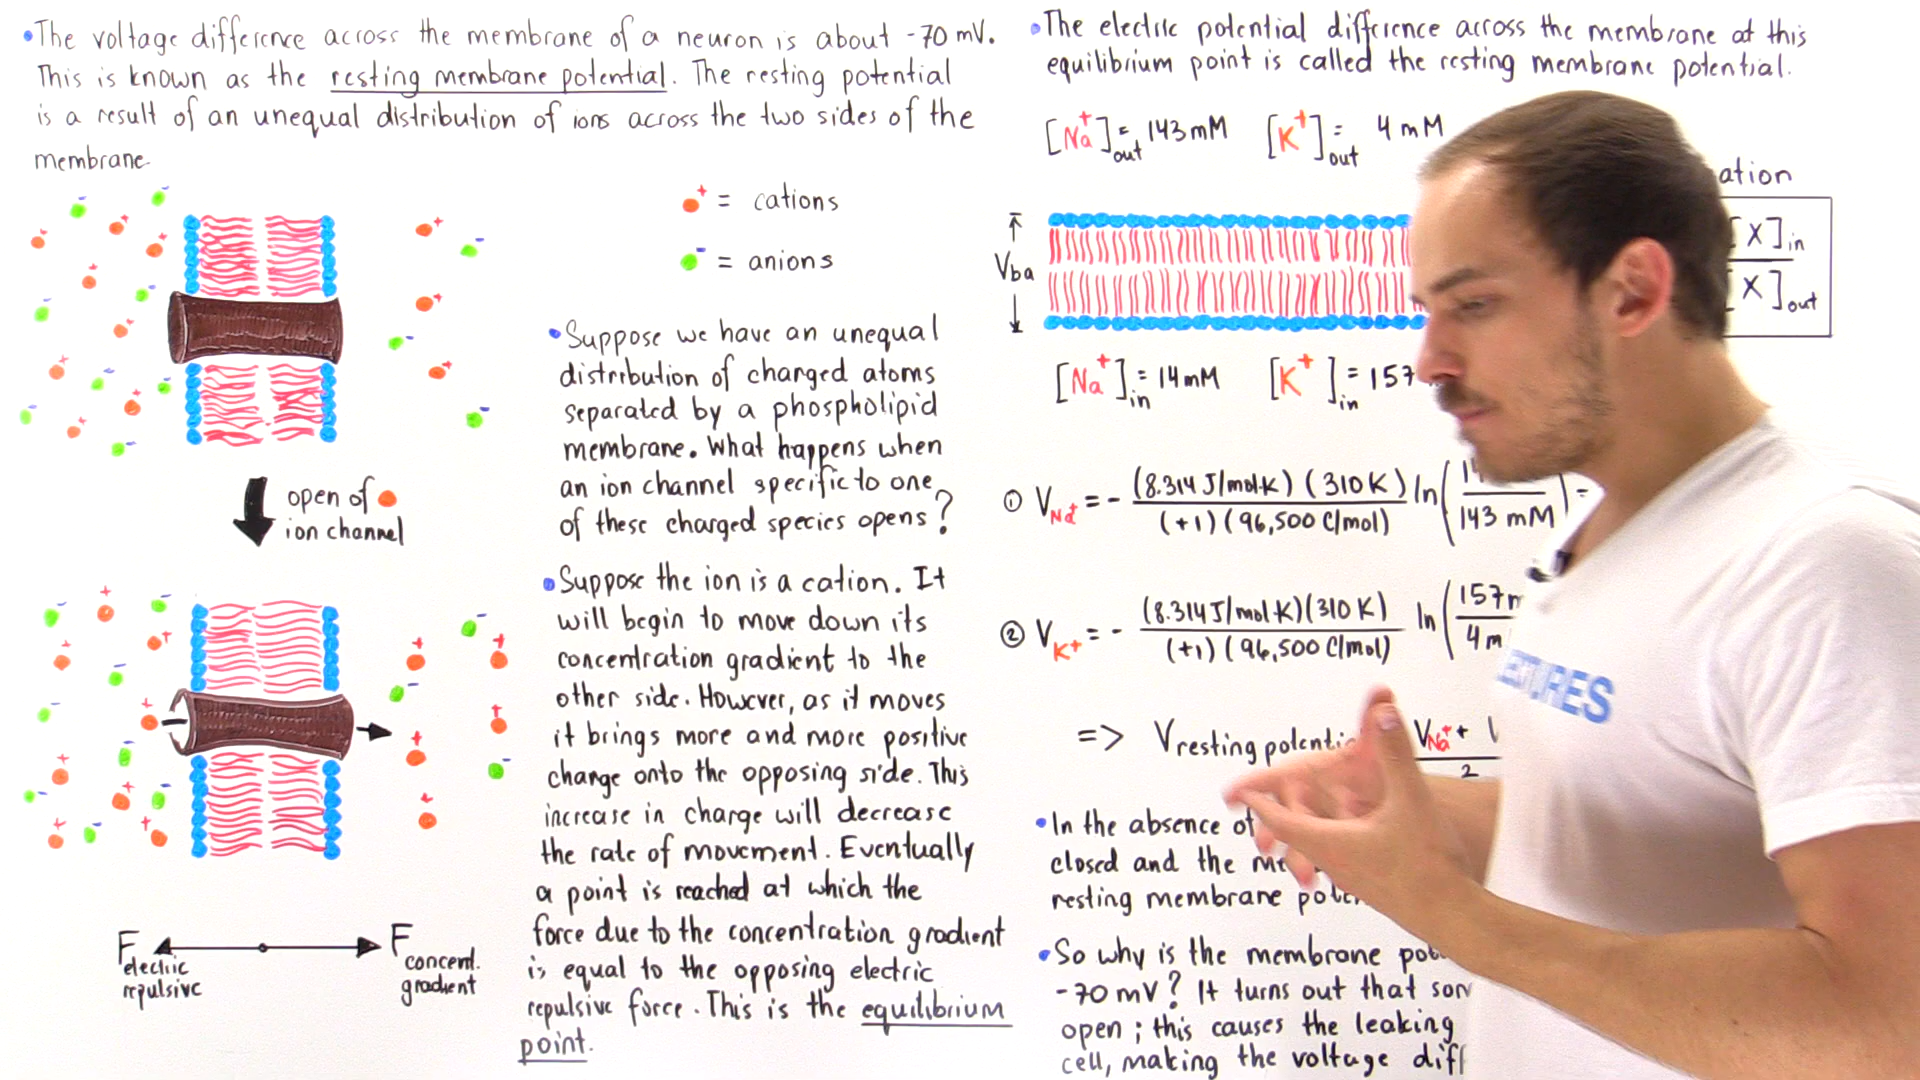 •The voltage difference across the membrane of a neuron is about -70 mV.
This is known as the resting membrane potential. The resting potential
is a result of an unequal distribution of ions across the two sides of the
membrane.
+ = cations
- = anions
open of
ion channel
F electric repulsive
F concent. gradient
•Suppose we have an unequal
distribution of charged atoms
separated by a phospholipid
membrane. What happens when
an ion channel specific to one
of these charged species opens?
•Suppose the ion is a cation. It
will begin to move down its
concentration gradient to the
other side. However, as it moves
it brings more and more positive
charge onto the opposing side. This
increase in charge will decrease
the rate of movement. Eventually
a point is reached at which the
force due to the concentration gradient
is equal to the opposing electric
repulsive force. This is the equilibrium
point.
•The electric potential difference across the membrane at this
equilibrium point is called the resting membrane potential.
[Na+]out = 143 mM [K+]out = 4 mM
ation
[X]in
[X]out
Vba
[Na+]in = 14 mM [K+]in = 157
① VNa+ = - (8.314 J/mol·K) (310 K) / (+1) (96,500 C/mol) ln( / 143 mM) =
② VK+ = - (8.314 J/mol·K)(310 K) / (+1) (96,500 C/mol) ln(157 / 4
=> Vresting VNa+ + / 2
ECTURES
•In the absence of
closed and the
resting membrane
•So why is the membrane
-70 mV? It turns out that
open; this causes the leaking
cell, making the voltage